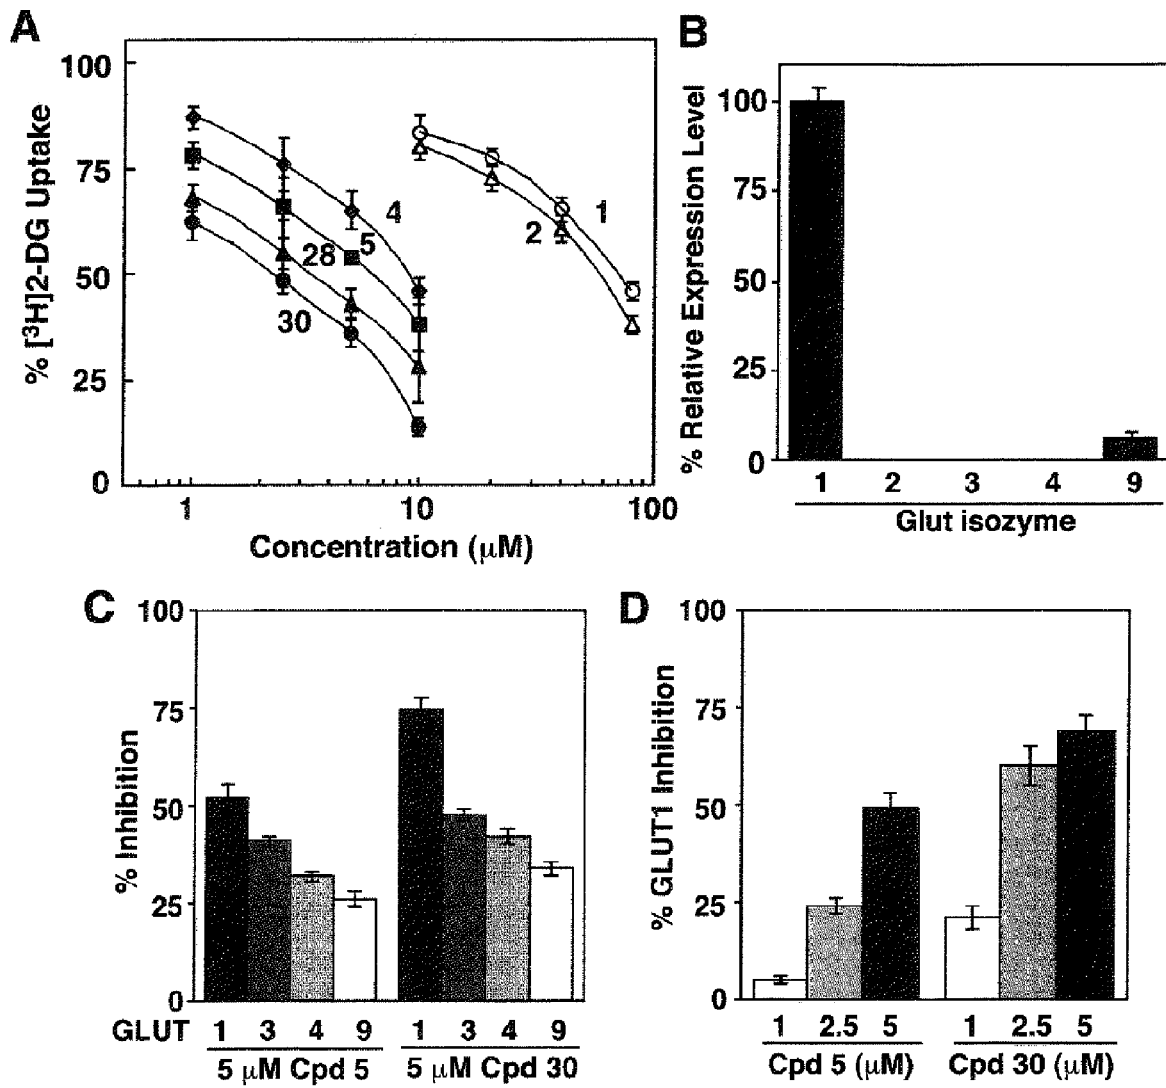 A
% [³H]2-DG Uptake
100
75
50
25
0
4
5
28
30
1
2
1
10
100
Concentration (μM)
B
% Relative Expression Level
100
75
50
25
0
1 2 3 4 9
Glut isozyme
C
% Inhibition
100
75
50
25
0
GLUT 1 3 4 9 1 3 4 9
5 μM Cpd 5 5 μM Cpd 30
D
% GLUT1 Inhibition
100
75
50
25
0
1 2.5 5 1 2.5 5
Cpd 5 (μM) Cpd 30 (μM)